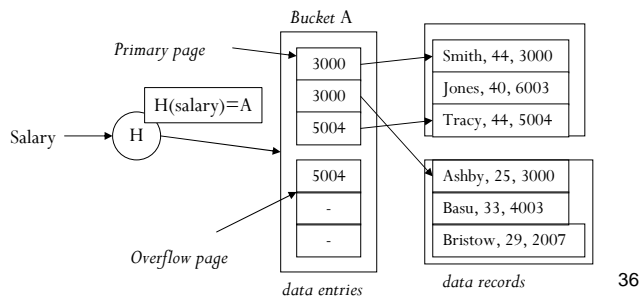 Bucket A
Primary page
H(salary)=A
Salary
H
3000
3000
5004
5004
-
-
Overflow page
data entries
Smith, 44, 3000
Jones, 40, 6003
Tracy, 44, 5004
Ashby, 25, 3000
Basu, 33, 4003
Bristow, 29, 2007
data records
36